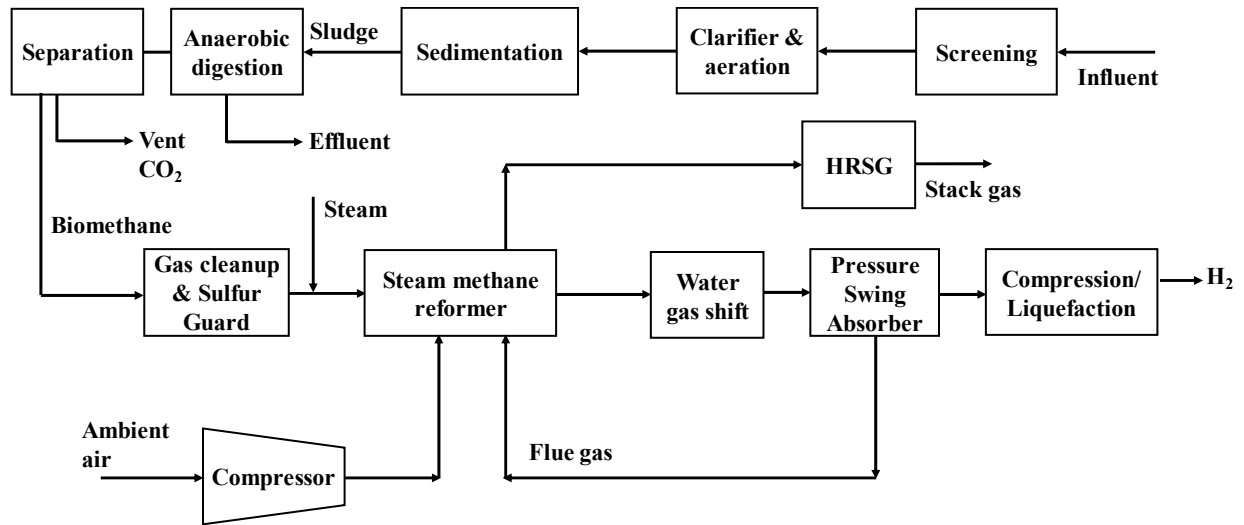 Separation
Anaerobic
digestion
Sludge
Sedimentation
Clarifier &
aeration
Screening
Influent
Vent
CO₂
Effluent
HRSG
Stack gas
Biomethane
Steam
Gas cleanup
& Sulfur
Guard
Steam methane
reformer
Water
gas shift
Pressure
Swing
Absorber
Compression/
Liquefaction
H₂
Ambient
air
Compressor
Flue gas